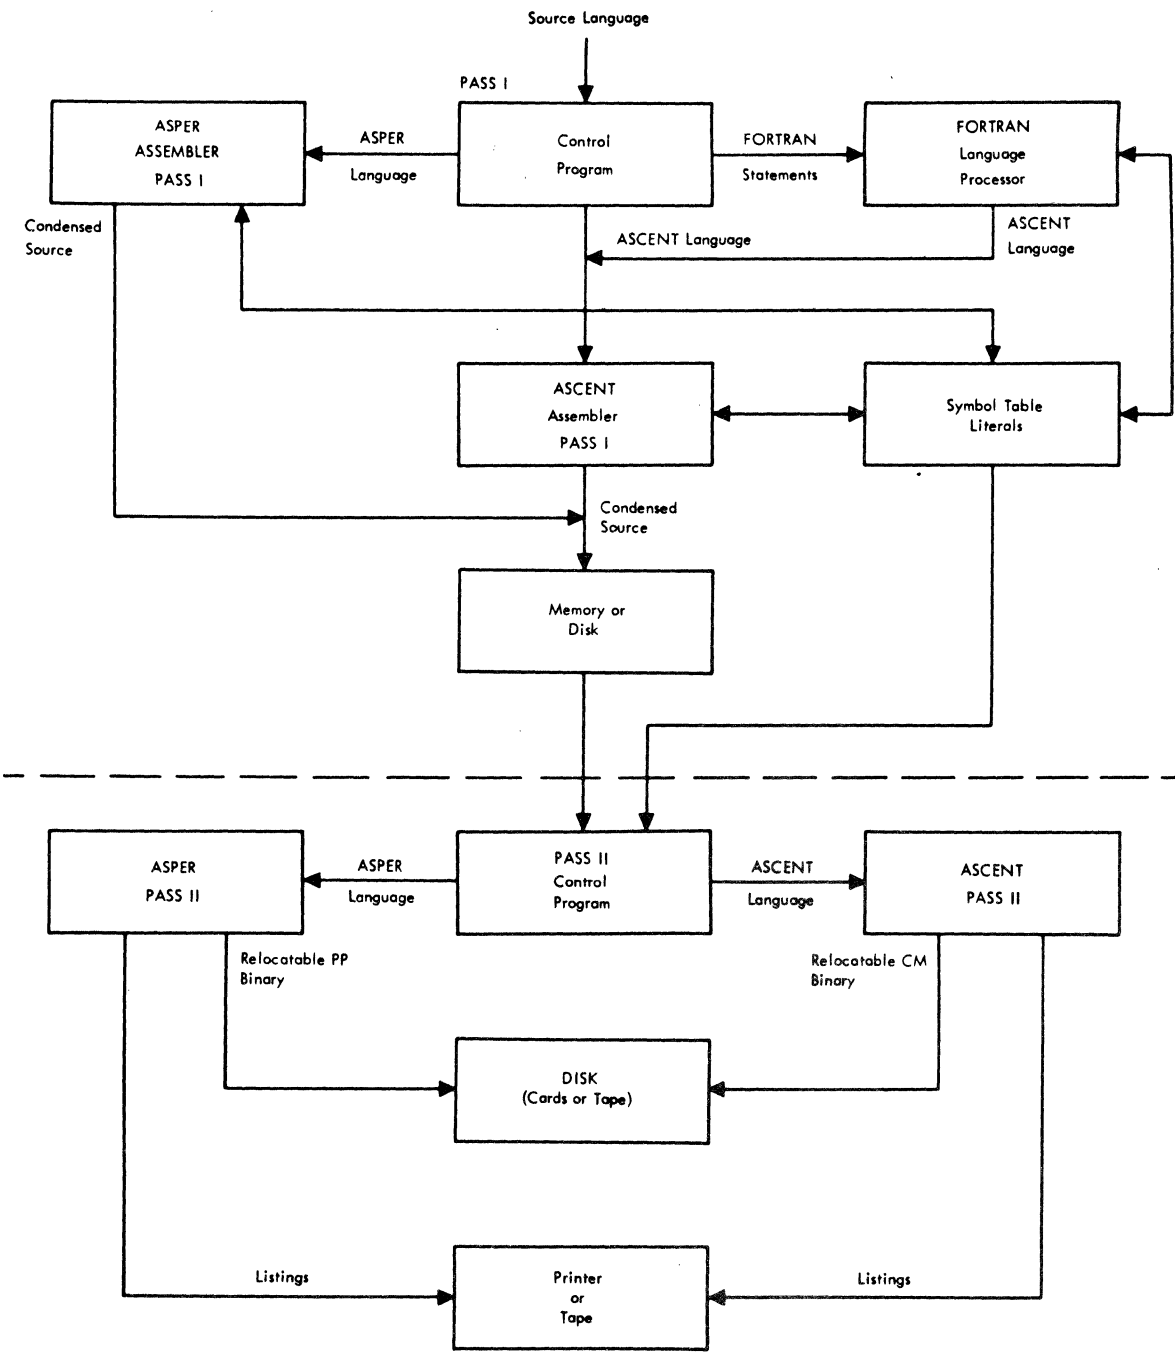 Source Language
PASS I
ASPER
ASSEMBLER
PASS I
ASPER
Language
Control
Program
FORTRAN
Statements
FORTRAN
Language
Processor
Condensed
Source
ASCENT Language
ASCENT
Language
ASCENT
Assembler
PASS I
Symbol Table
Literals
Condensed
Source
Memory or
Disk
ASPER
PASS II
ASPER
Language
PASS II
Control
Program
ASCENT
Language
ASCENT
PASS II
Relocatable PP
Binary
Relocatable CM
Binary
DISK
(Cards or Tape)
Listings
Printer
or
Tape
Listings